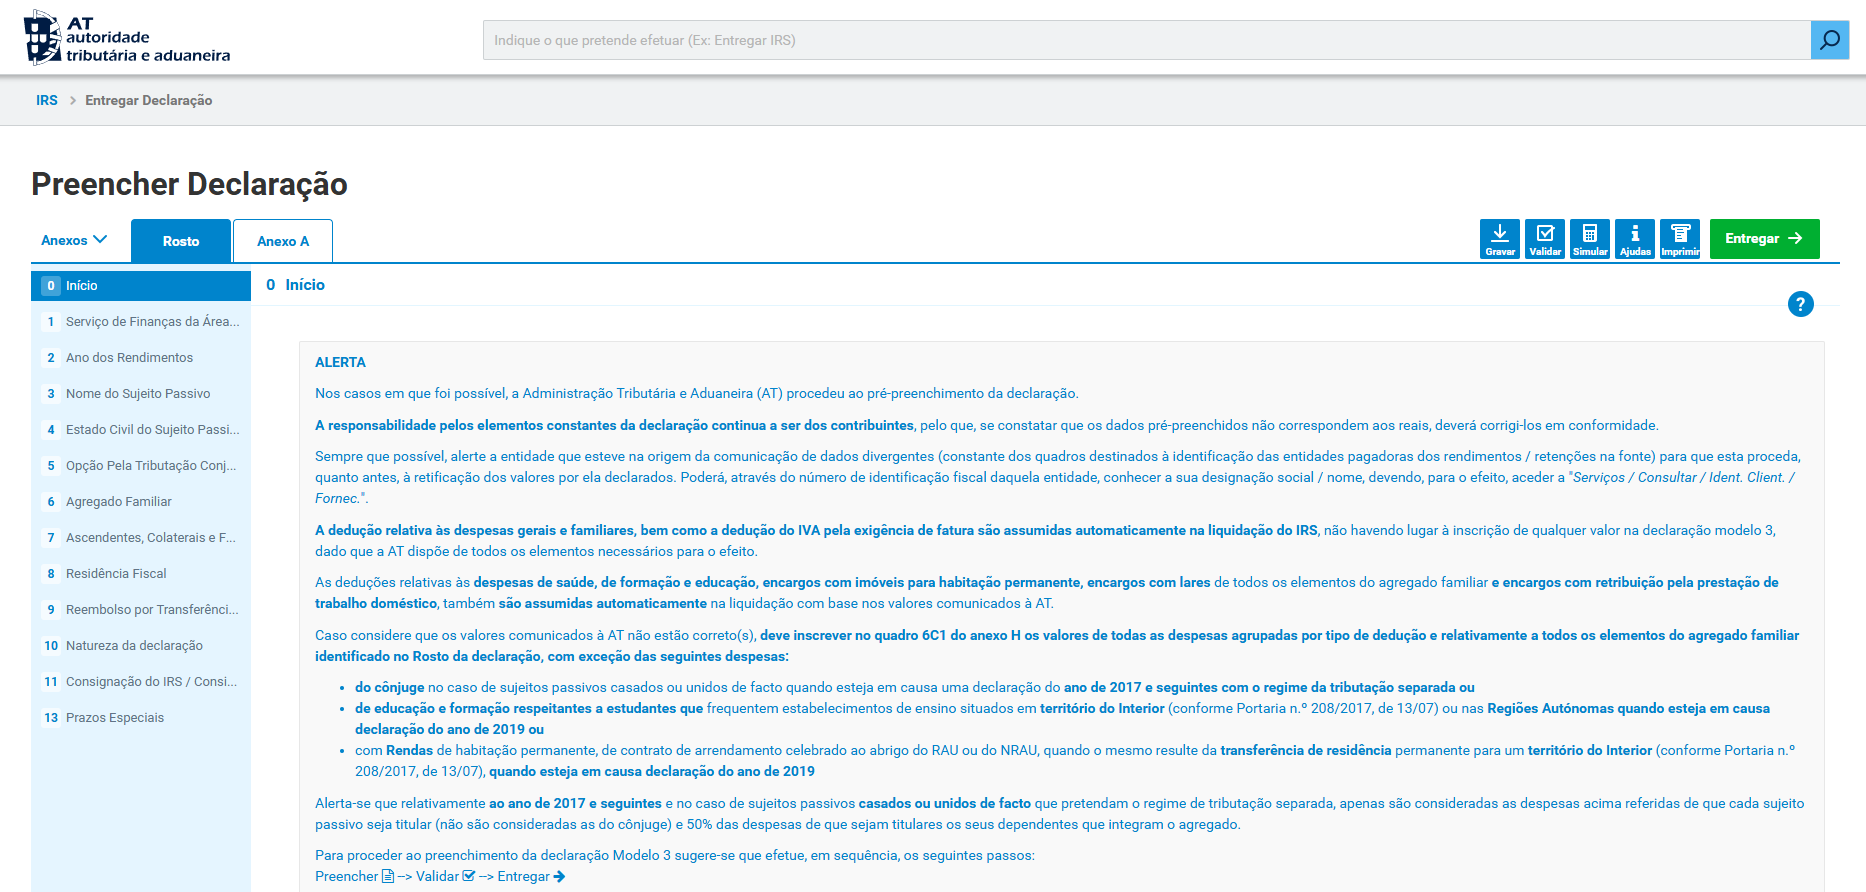 AT
autoridade
tributária e aduaneira
Indique o que pretende efetuar (Ex: Entregar IRS)
IRS > Entregar Declaração
Preencher Declaração
Anexos
Rosto
Anexo A
Gravar
Validar
Simular
Ajudas
Imprimir
Entregar
0 Início
1 Serviço de Finanças da Área...
2 Ano dos Rendimentos
3 Nome do Sujeito Passivo
4 Estado Civil do Sujeito Passi...
5 Opção Pela Tributação Conj...
6 Agregado Familiar
7 Ascendentes, Colaterais e F...
8 Residência Fiscal
9 Reembolso por Transferênci...
10 Natureza da declaração
11 Consignação do IRS / Consi...
13 Prazos Especiais
0 Início
?
ALERTA
Nos casos em que foi possível, a Administração Tributária e Aduaneira (AT) procedeu ao pré-preenchimento da declaração.
A responsabilidade pelos elementos constantes da declaração continua a ser dos contribuintes, pelo que, se constatar que os dados pré-preenchidos não correspondem aos reais, deverá corrigi-los em conformidade.
Sempre que possível, alerte a entidade que esteve na origem da comunicação de dados divergentes (constante dos quadros destinados à identificação das entidades pagadoras dos rendimentos / retenções na fonte) para que esta proceda,
quanto antes, à retificação dos valores por ela declarados. Poderá, através do número de identificação fiscal daquela entidade, conhecer a sua designação social / nome, devendo, para o efeito, aceder a "Serviços / Consultar / Ident. Client. /
Fornec.".
A dedução relativa às despesas gerais e familiares, bem como a dedução do IVA pela exigência de fatura são assumidas automaticamente na liquidação do IRS, não havendo lugar à inscrição de qualquer valor na declaração modelo 3,
dado que a AT dispõe de todos os elementos necessários para o efeito.
As deduções relativas às despesas de saúde, de formação e educação, encargos com imóveis para habitação permanente, encargos com lares de todos os elementos do agregado familiar e encargos com retribuição pela prestação de
trabalho doméstico, também são assumidas automaticamente na liquidação com base nos valores comunicados à AT.
Caso considere que os valores comunicados à AT não estão correto(s), deve inscrever no quadro 6C1 do anexo H os valores de todas as despesas agrupadas por tipo de dedução e relativamente a todos os elementos do agregado familiar
identificado no Rosto da declaração, com exceção das seguintes despesas:
• do cônjuge no caso de sujeitos passivos casados ou unidos de facto quando esteja em causa uma declaração do ano de 2017 e seguintes com o regime da tributação separada ou
• de educação e formação respeitantes a estudantes que frequentem estabelecimentos de ensino situados em território do Interior (conforme Portaria n.º 208/2017, de 13/07) ou nas Regiões Autónomas quando esteja em causa
declaração do ano de 2019 ou
• com Rendas de habitação permanente, de contrato de arrendamento celebrado ao abrigo do RAU ou do NRAU, quando o mesmo resulte da transferência de residência permanente para um território do Interior (conforme Portaria n.º
208/2017, de 13/07), quando esteja em causa declaração do ano de 2019
Alerta-se que relativamente ao ano de 2017 e seguintes e no caso de sujeitos passivos casados ou unidos de facto que pretendam o regime de tributação separada, apenas são consideradas as despesas acima referidas de que cada sujeito
passivo seja titular (não são consideradas as do cônjuge) e 50% das despesas de que sejam titulares os seus dependentes que integram o agregado.
Para proceder ao preenchimento da declaração Modelo 3 sugere-se que efetue, em sequência, os seguintes passos:
Preencher --> Validar --> Entregar